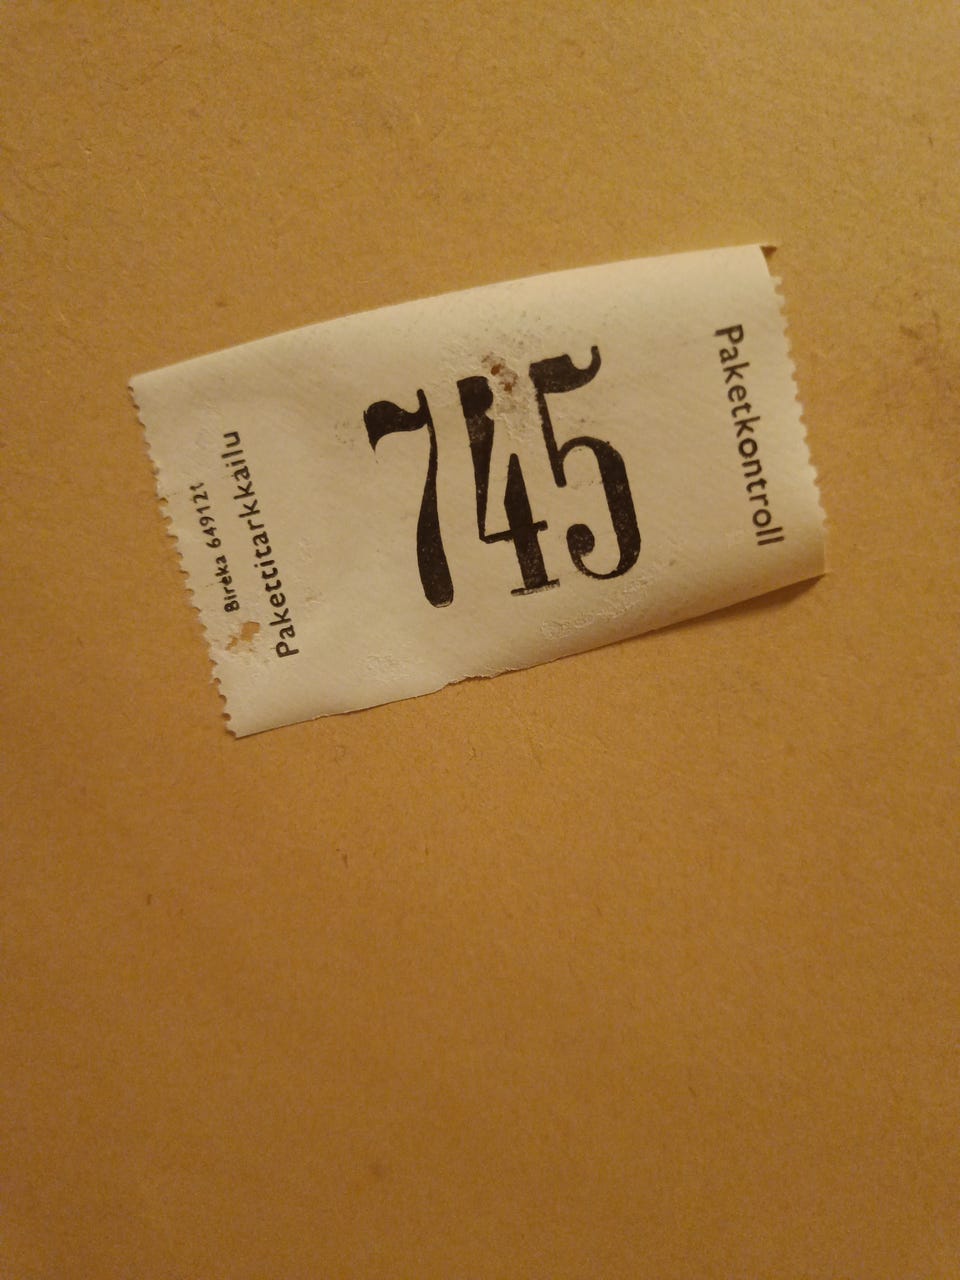 Bireka 649121
Pakettitarkkailu
745
Paketkontroll